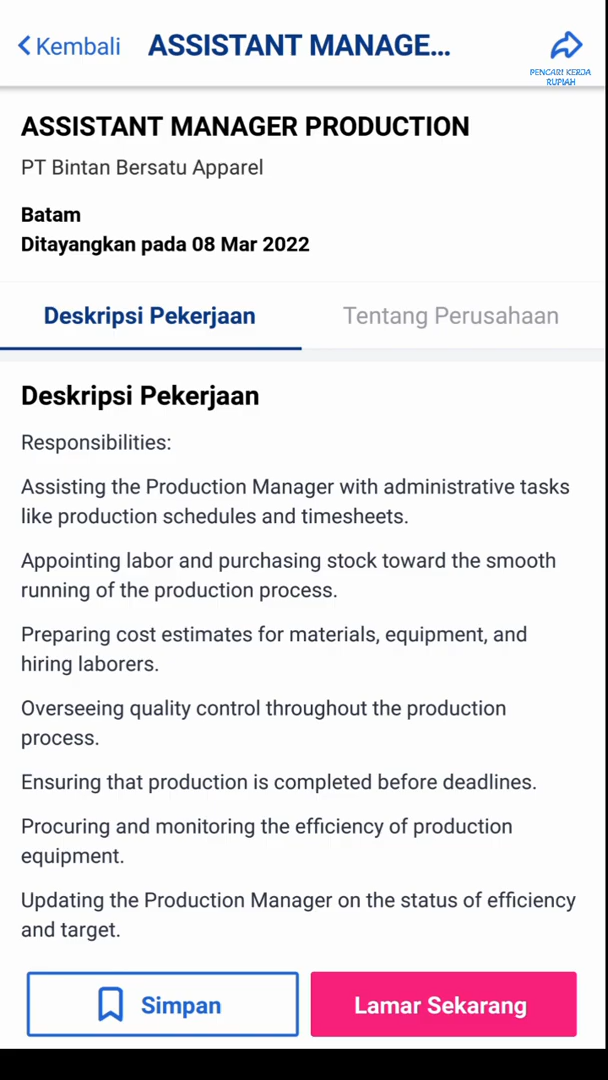 Kembali ASSISTANT MANAGE...
PENCARI KERJA
RUPIAH
ASSISTANT MANAGER PRODUCTION
PT Bintan Bersatu Apparel
Batam
Ditayangkan pada 08 Mar 2022
Deskripsi Pekerjaan Tentang Perusahaan
Deskripsi Pekerjaan
Responsibilities:
Assisting the Production Manager with administrative tasks
like production schedules and timesheets.
Appointing labor and purchasing stock toward the smooth
running of the production process.
Preparing cost estimates for materials, equipment, and
hiring laborers.
Overseeing quality control throughout the production
process.
Ensuring that production is completed before deadlines.
Procuring and monitoring the efficiency of production
equipment.
Updating the Production Manager on the status of efficiency
and target.
Simpan Lamar Sekarang